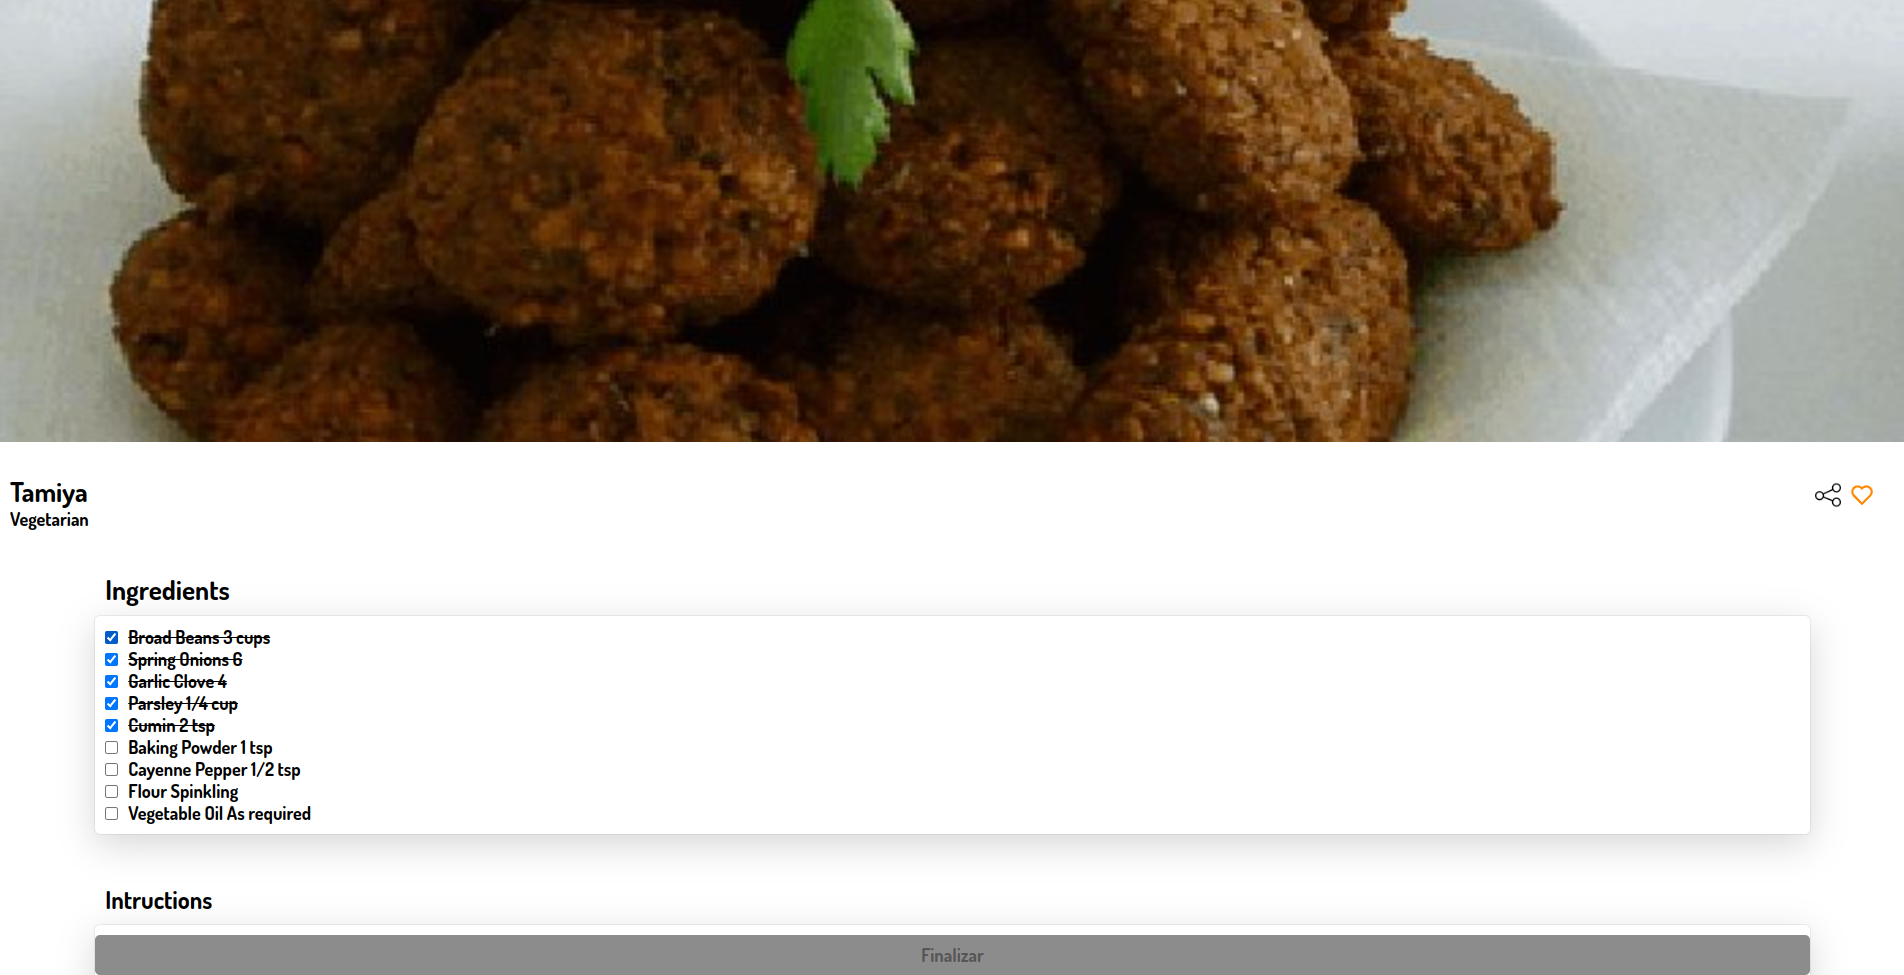 Tamiya
Vegetarian
Ingredients
Broad Beans 3 cups
Spring Onions 6
Garlic Clove 4
Parsley 1/4 cup
Cumin 2 tsp
Baking Powder 1 tsp
Cayenne Pepper 1/2 tsp
Flour Spinkling
Vegetable Oil As required
Intructions
Finalizar